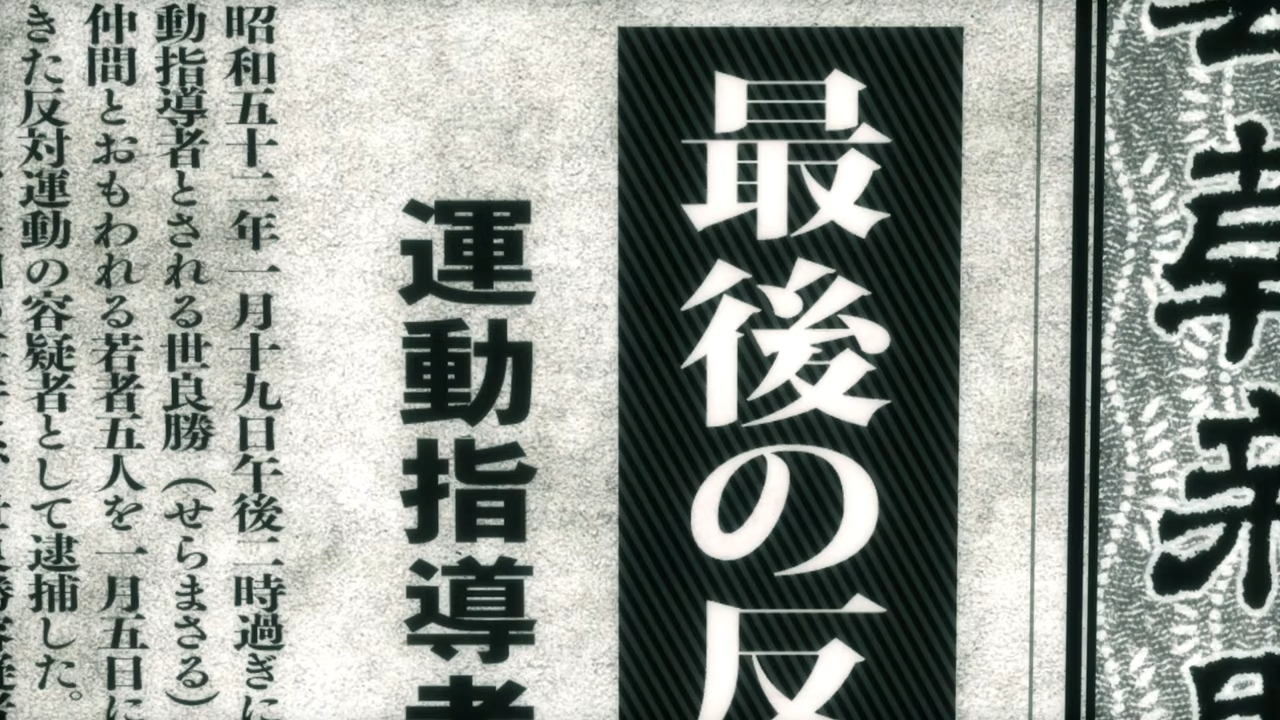 最後の反
運動指導者
昭和五十二年一月十九日午後二時過ぎに
動指導者とされる世良勝(せらまさる)
仲間とおもわれる若者五人を一月五日に
きた反対運動の容疑者として逮捕した。